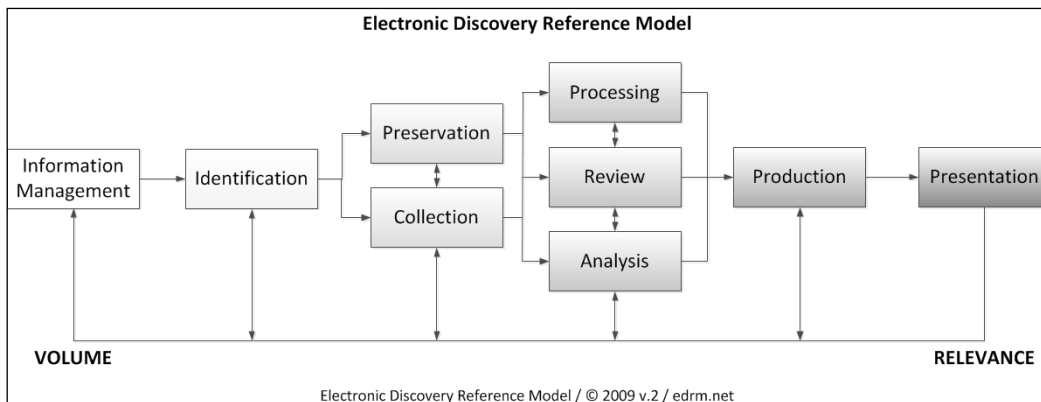 Electronic Discovery Reference Model
Information
Management
Identification
Preservation
Collection
Processing
Review
Analysis
Production
Presentation
VOLUME
RELEVANCE
Electronic Discovery Reference Model / © 2009 v.2 / edrm.net